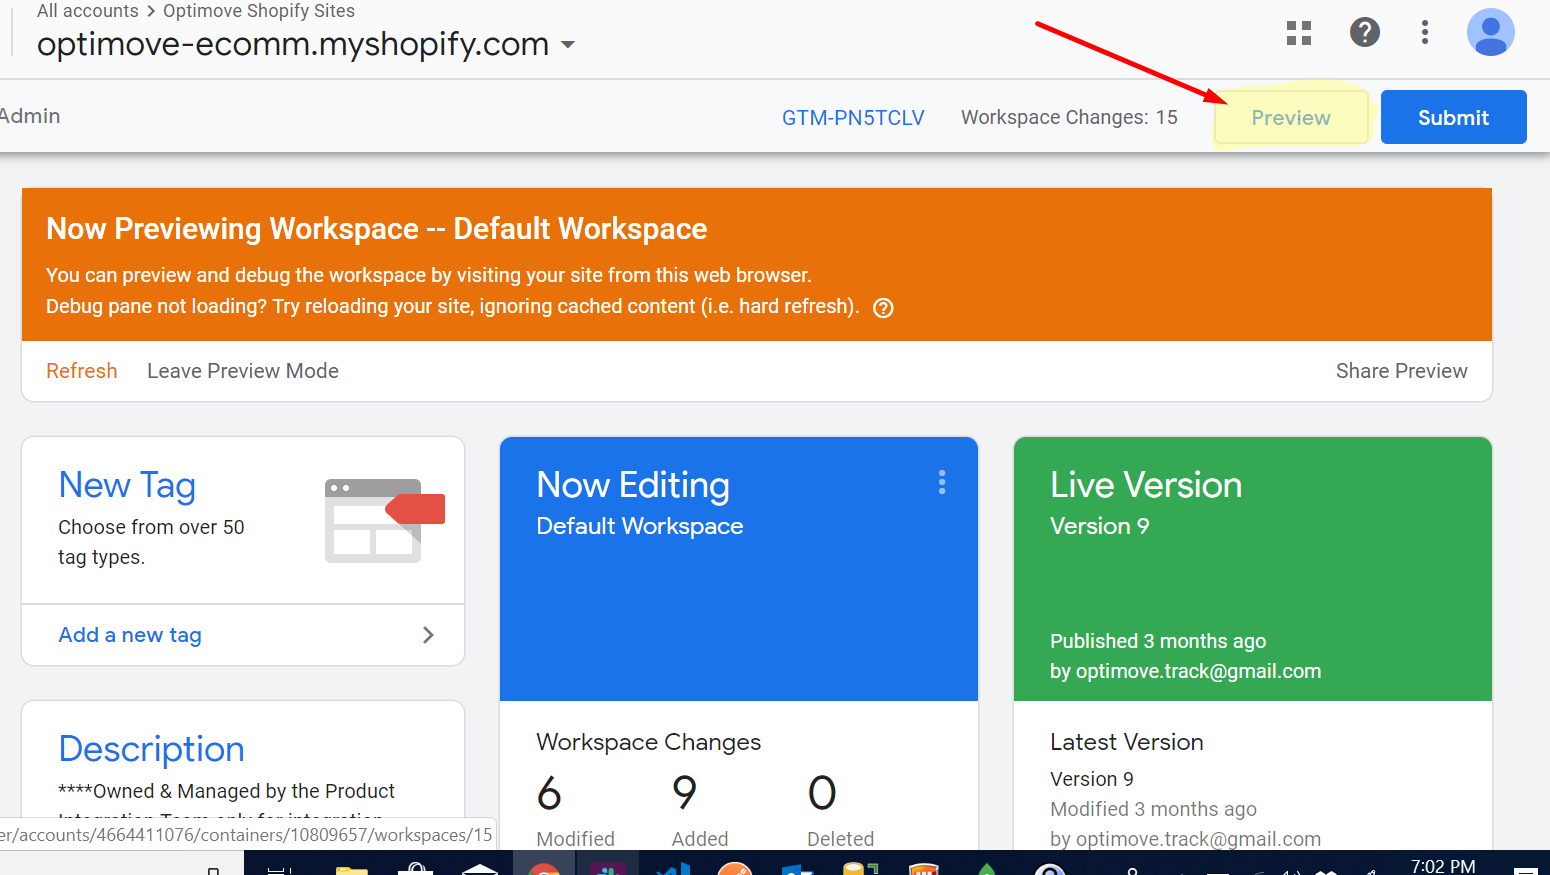 All accounts > Optimove Shopify Sites
optimove-ecomm.myshopify.com
Admin
GTM-PN5TCLV
Workspace Changes: 15
Preview
Submit
Now Previewing Workspace -- Default Workspace
You can preview and debug the workspace by visiting your site from this web browser.
Debug pane not loading? Try reloading your site, ignoring cached content (i.e. hard refresh).
Refresh
Leave Preview Mode
Share Preview
New Tag
Choose from over 50
tag types.
Add a new tag
Description
****Owned & Managed by the Product
Integration Team only for integration
Now Editing
Default Workspace
Workspace Changes
6 9 0
Modified Added Deleted
Live Version
Version 9
Published 3 months ago
by optimove.track@gmail.com
Latest Version
Version 9
Modified 3 months ago
by optimove.track@gmail.com
er/accounts/4664411076/containers/10809657/workspaces/15
7:02 PM